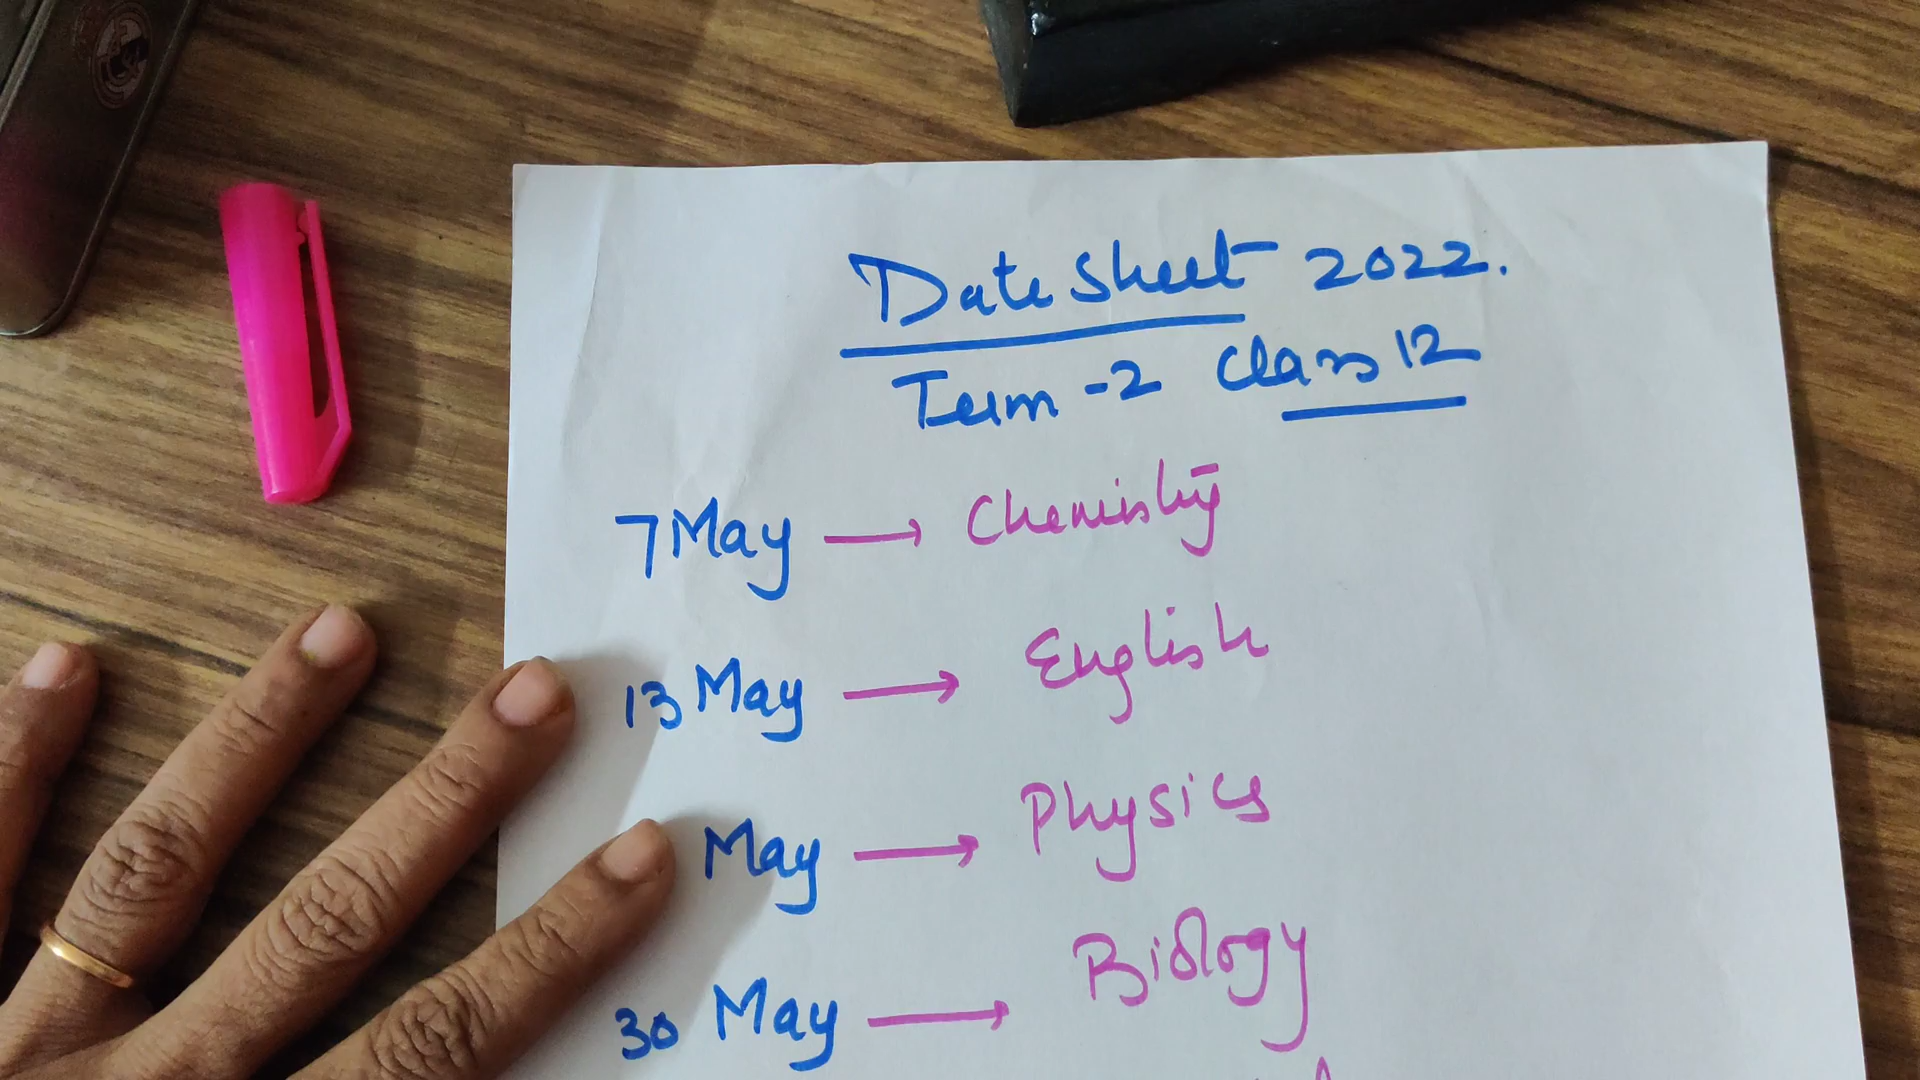 Date Sheet 2022.
Term -2 Class 12
7 May → Chemistry
13 May → English
May → Physics
30 May → Biology